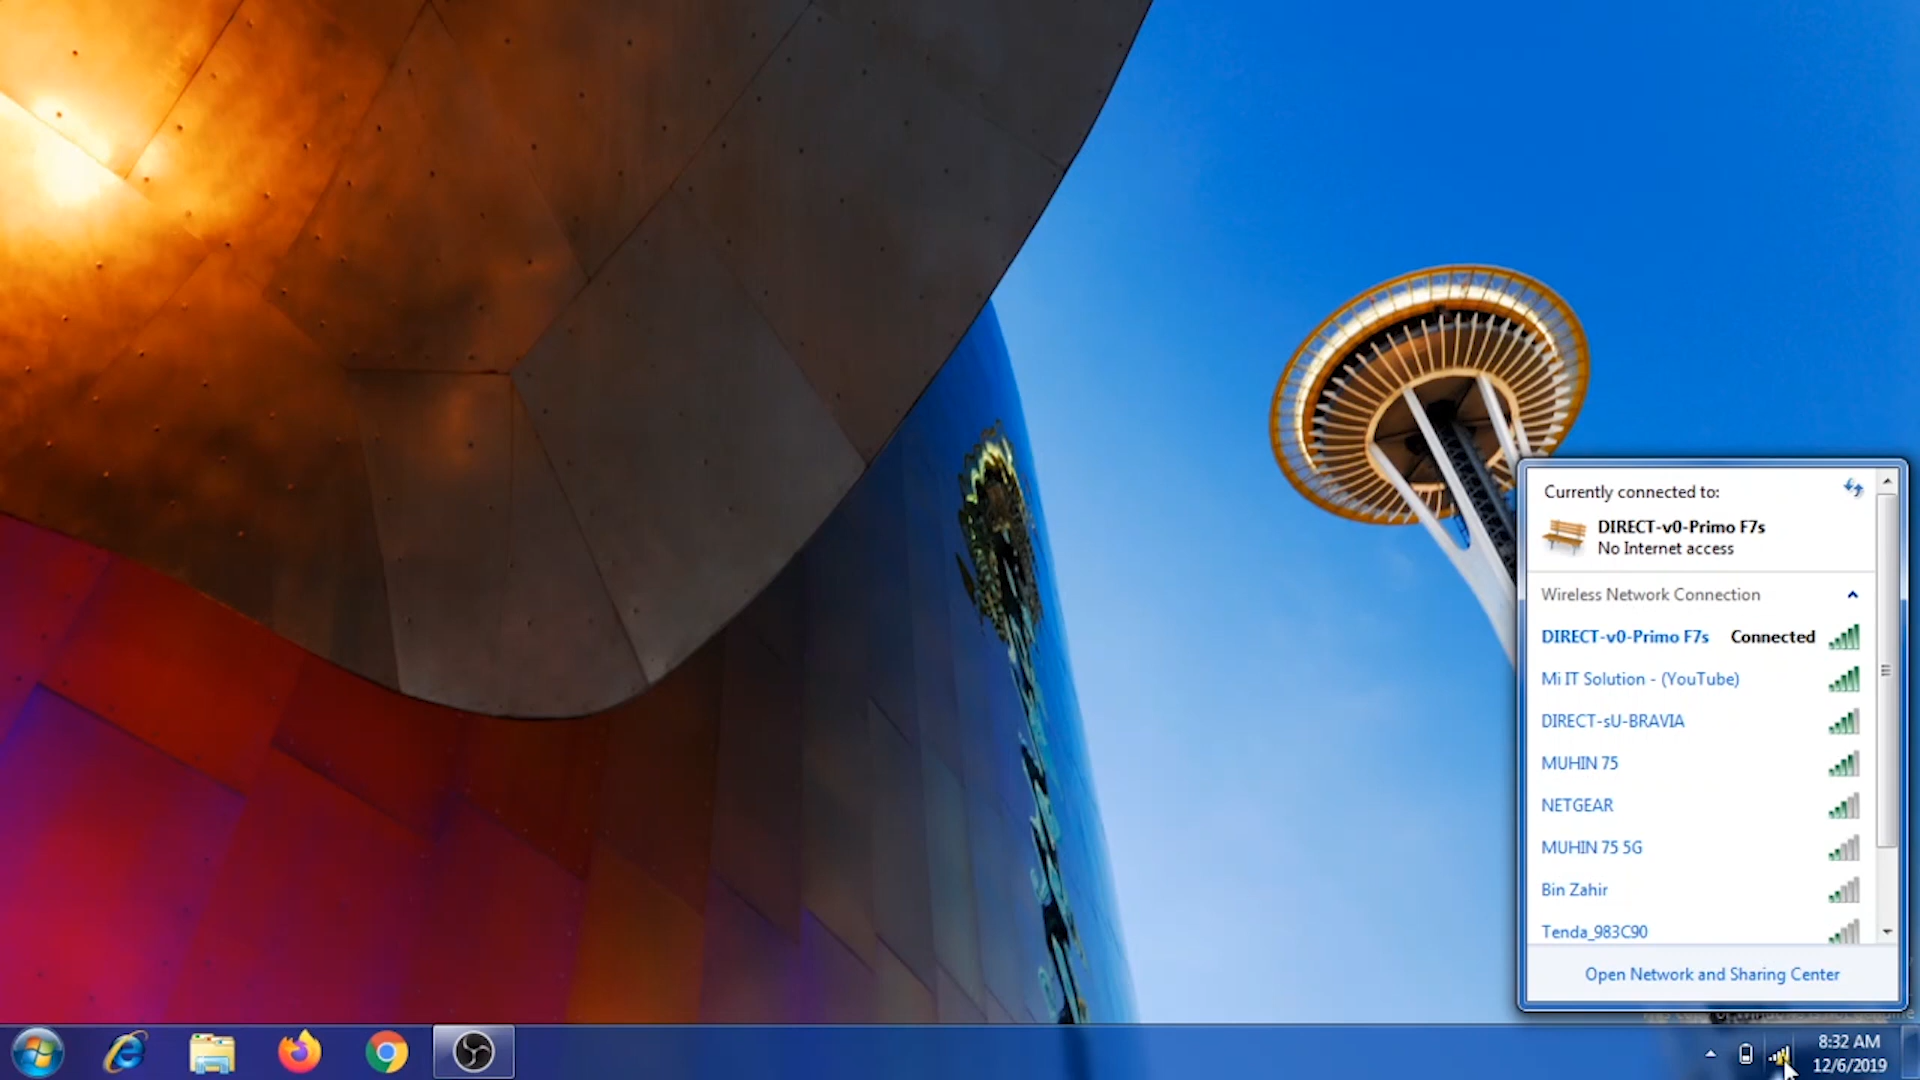 Currently connected to:
DIRECT-v0-Primo F7s
No Internet access
Wireless Network Connection
DIRECT-v0-Primo F7s Connected
Mi IT Solution - (YouTube)
DIRECT-sU-BRAVIA
MUHIN 75
NETGEAR
MUHIN 75 5G
Bin Zahir
Tenda_983C90
Open Network and Sharing Center
8:32 AM
12/6/2019